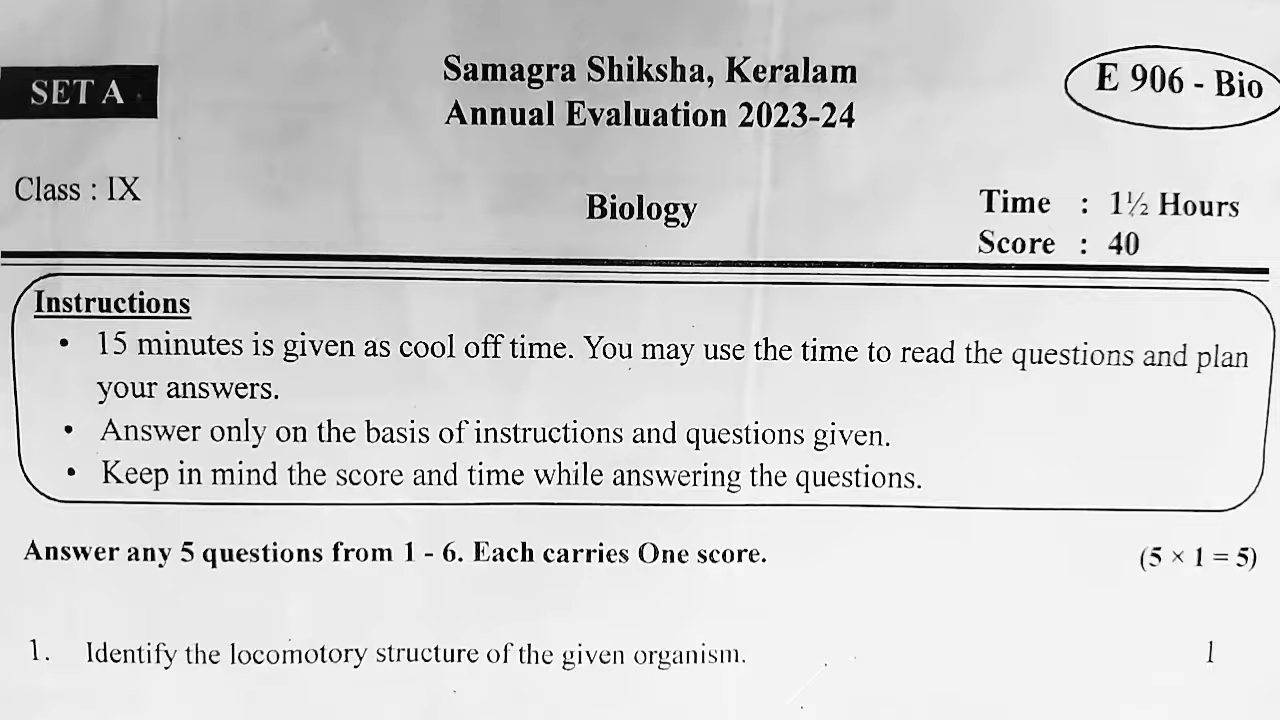 SET A
Samagra Shiksha, Keralam
Annual Evaluation 2023-24
E 906 - Bio
Class : IX
Biology
Time : 1½ Hours
Score : 40
Instructions
• 15 minutes is given as cool off time. You may use the time to read the questions and plan
your answers.
• Answer only on the basis of instructions and questions given.
• Keep in mind the score and time while answering the questions.
Answer any 5 questions from 1 - 6. Each carries One score. (5 × 1 = 5)
1. Identify the locomotory structure of the given organism. 1